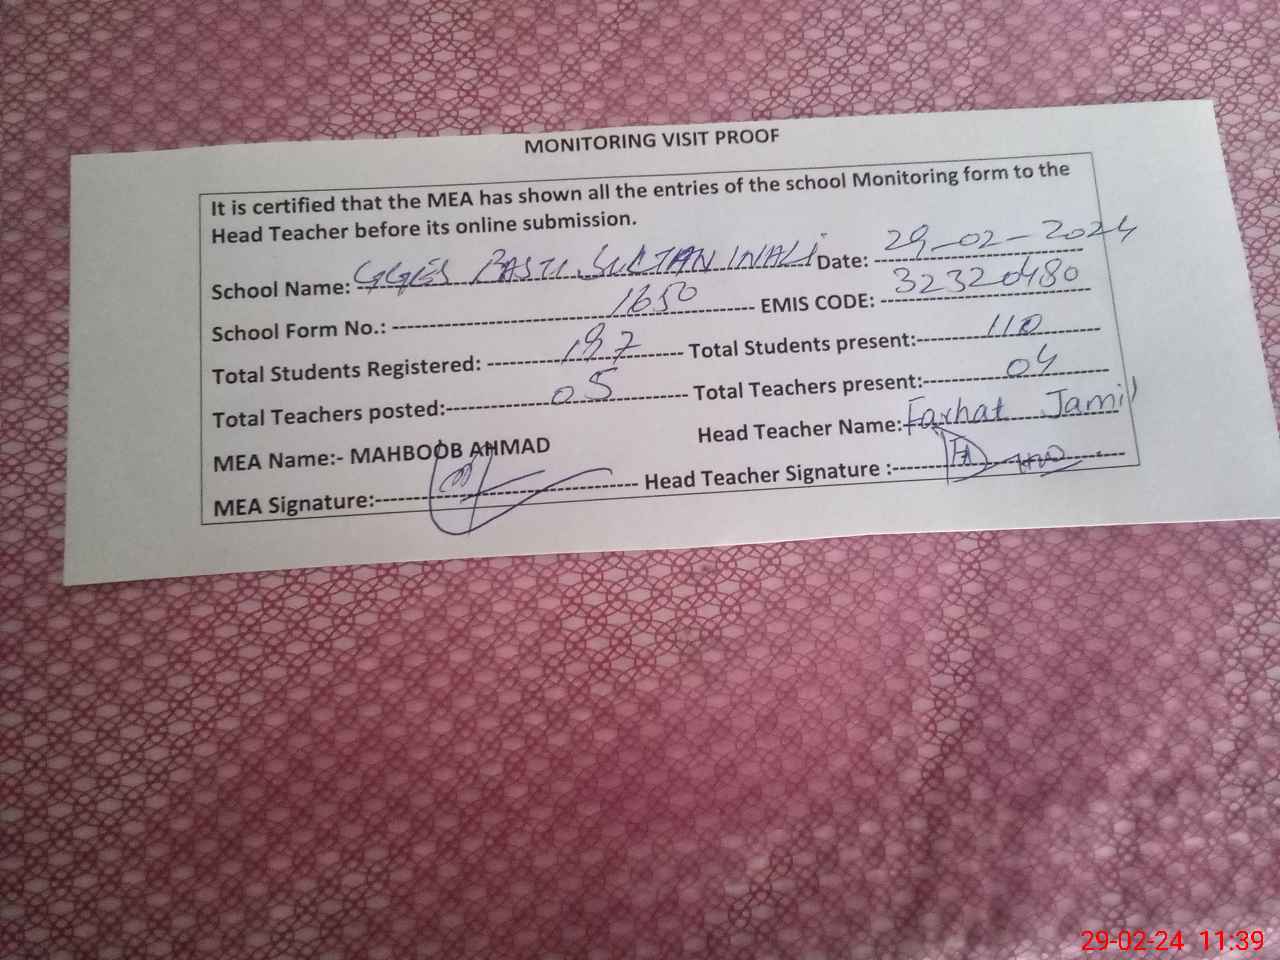 MONITORING VISIT PROOF
It is certified that the MEA has shown all the entries of the school Monitoring form to the
Head Teacher before its online submission.
School Name: GGES BASTI SULTAN WALI Date: 29-02-2024
School Form No.: 1650 EMIS CODE: 32320480
Total Students Registered: 197 Total Students present: 110
Total Teachers posted: 05 Total Teachers present: 04
MEA Name:- MAHBOOB AHMAD Head Teacher Name: Farhat Jamil
MEA Signature: Head Teacher Signature :
29-02-24 11:39